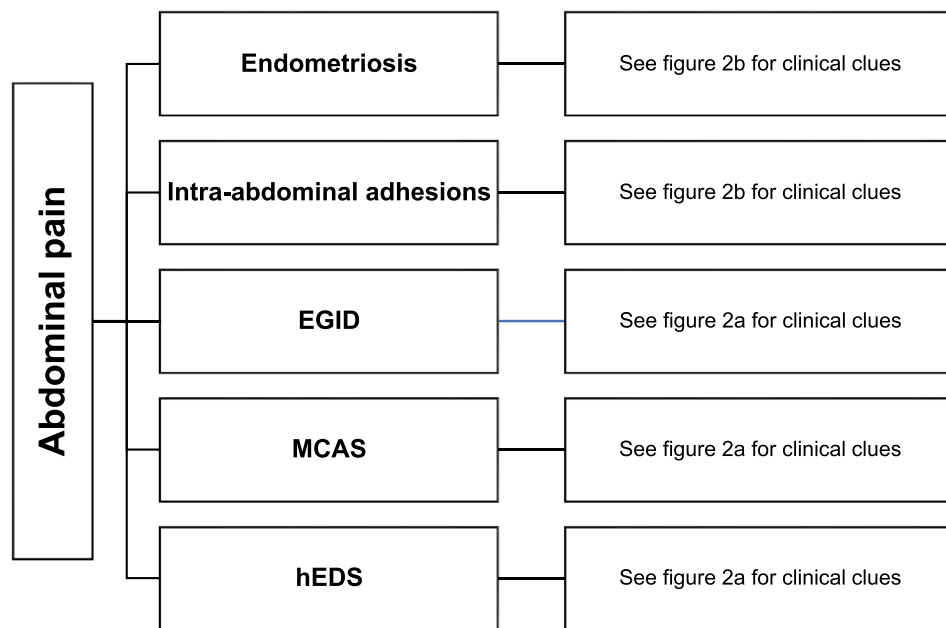 Abdominal pain
Endometriosis
See figure 2b for clinical clues
Intra-abdominal adhesions
See figure 2b for clinical clues
EGID
See figure 2a for clinical clues
MCAS
See figure 2a for clinical clues
hEDS
See figure 2a for clinical clues